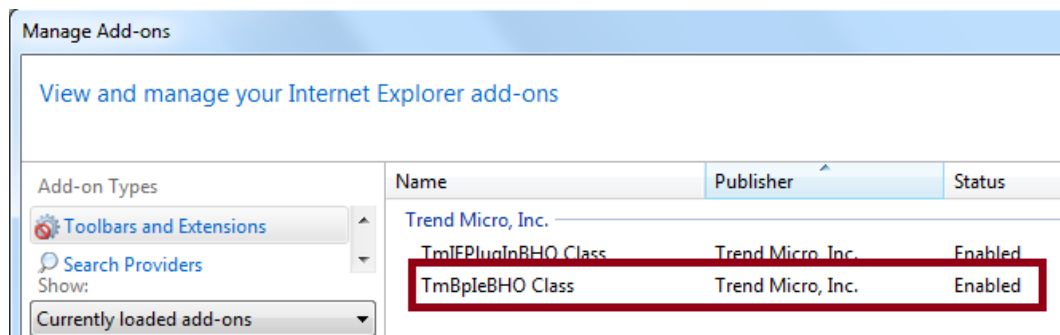 Manage Add-ons
View and manage your Internet Explorer add-ons
Add-on Types
Toolbars and Extensions
Search Providers
Show:
Currently loaded add-ons
Name Publisher Status
Trend Micro, Inc.
TmIEPlugInBHO Class Trend Micro, Inc. Enabled
TmBpIeBHO Class Trend Micro, Inc. Enabled